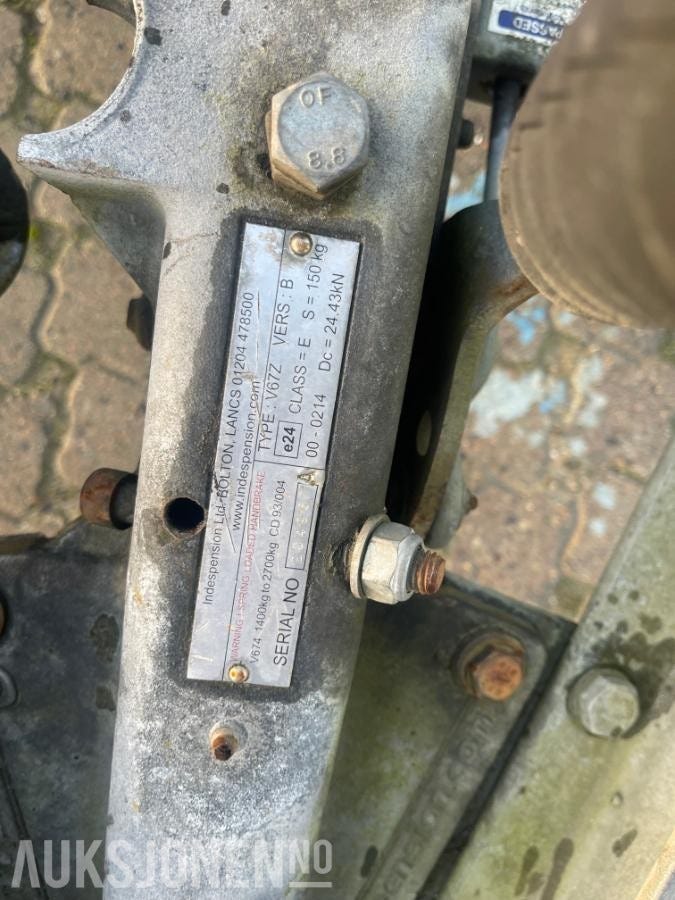 PASSED
OF
8.8
Indespension Ltd. BOLTON, LANCS 01204 478500
www.indespension.com
WARNING ! SPRING LOADED HANDBRAKE
TYPE : V67Z VERS : B
V674 1400kg to 2700kg CD 93/004
e24 CLASS = E S = 150 kg
SERIAL NO A
00 - 0214 Dc = 24.43kN
AUKSJONEN.NO